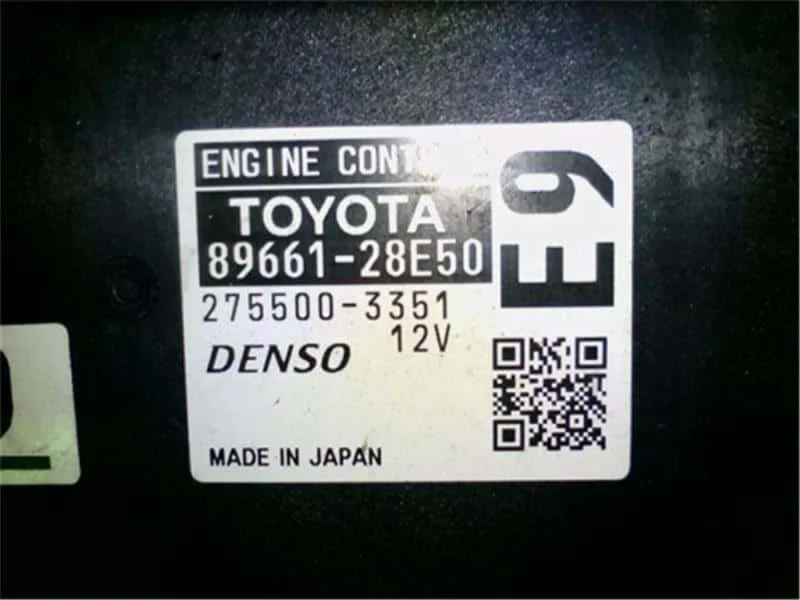 ENGINE CONT
TOYOTA
89661-28E50
275500-3351
12V
DENSO
MADE IN JAPAN
E9